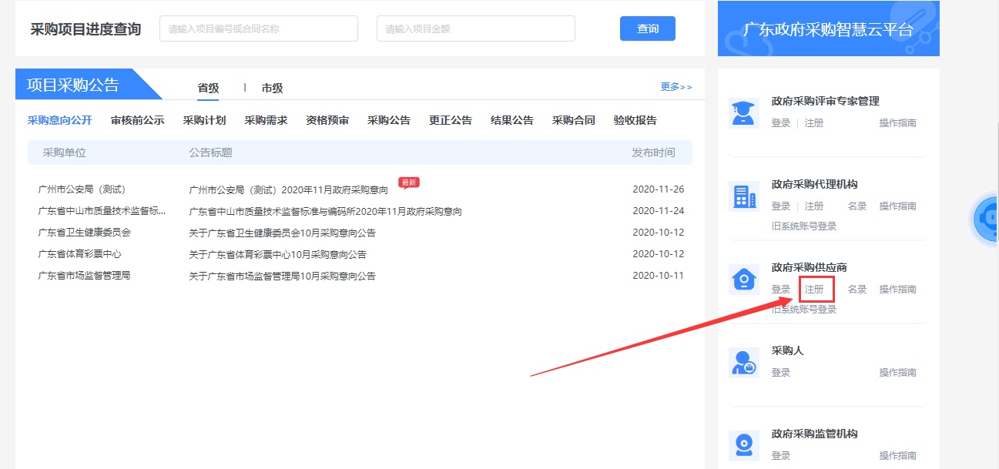 采购项目进度查询 请输入项目编号或合同名称 请输入项目金额 查询
广东政府采购智慧云平台
项目采购公告 省级 市级 更多>>
采购意向公开 审核前公示 采购计划 采购需求 资格预审 采购公告 更正公告 结果公告 采购合同 验收报告
采购单位 公告标题 发布时间
广州市公安局（测试） 广州市公安局（测试）2020年11月政府采购意向 最新 2020-11-26
广东省中山市质量技术监督标... 广东省中山市质量技术监督标准与编码所2020年11月政府采购意向 2020-11-24
广东省卫生健康委员会 关于广东省卫生健康委员会10月采购意向公告 2020-10-12
广东省体育彩票中心 关于广东省体育彩票中心10月采购意向公告 2020-10-12
广东省市场监督管理局 关于广东省市场监督管理局10月采购意向公告 2020-10-11
政府采购评审专家管理
登录 | 注册 操作指南
政府采购代理机构
登录 | 注册 名录 操作指南
旧系统账号登录
政府采购供应商
登录 | 注册 名录 操作指南
旧系统账号登录
采购人
登录 操作指南
政府采购监管机构
登录 操作指南